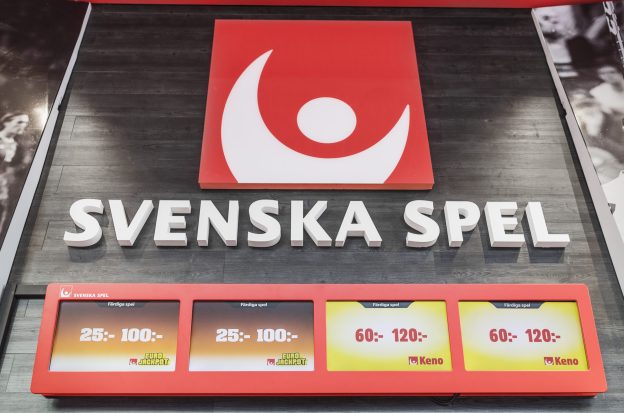 SVENSKA SPEL
SVENSKA SPEL
Färdiga spel
25:- 100:-
EURO
JACKPOT
Färdiga spel
25:- 100:-
EURO
JACKPOT
Färdiga spel
60:- 120:-
Keno
Färdiga spel
60:- 120:-
Keno